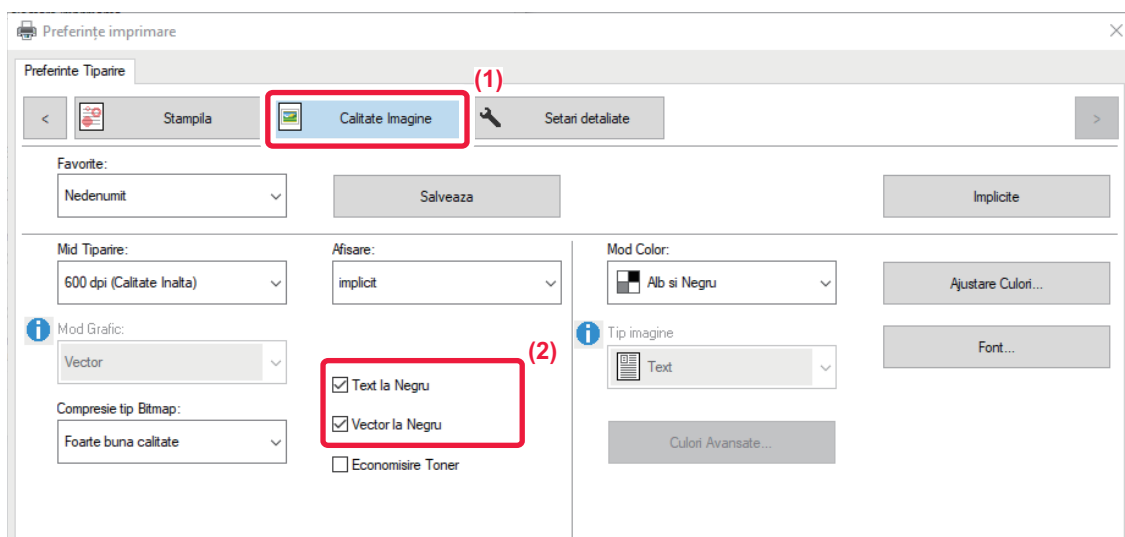 Preferințe imprimare
Preferinte Tiparire
(1)
<
Stampila
Calitate Imagine
Setari detaliate
>
Favorite:
Nedenumit
Salveaza
Implicite
Mid Tiparire:
Afisare:
Mod Color:
600 dpi (Calitate Inalta)
implicit
Alb si Negru
Ajustare Culori...
Mod Grafic:
Tip imagine
(2)
Vector
Text
Font...
Text la Negru
Compresie tip Bitmap:
Vector la Negru
Foarte buna calitate
Culori Avansate...
Economisire Toner